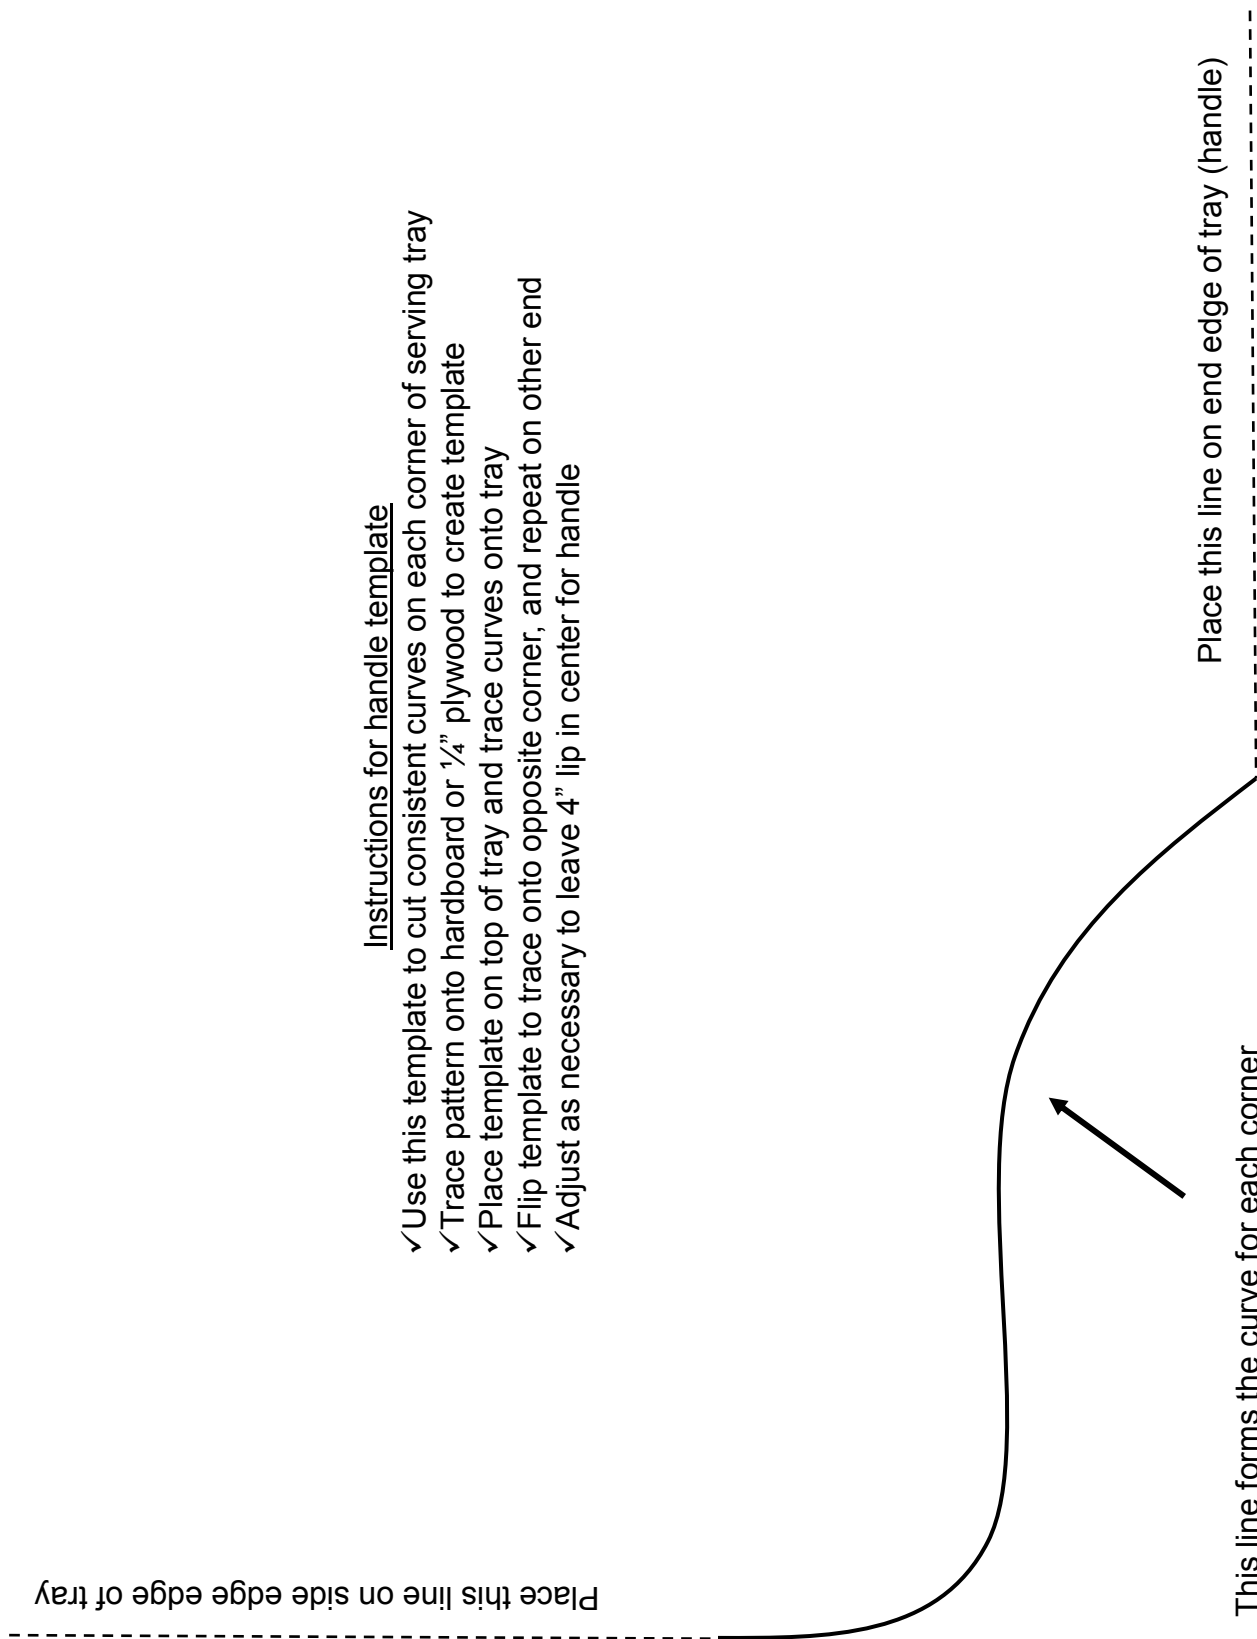 Instructions for handle template
✓Use this template to cut consistent curves on each corner of serving tray
✓Trace pattern onto hardboard or ¼” plywood to create template
✓Place template on top of tray and trace curves onto tray
✓Flip template to trace onto opposite corner, and repeat on other end
✓Adjust as necessary to leave 4” lip in center for handle
Place this line on side edge edge of tray
Place this line on end edge of tray (handle)
This line forms the curve for each corner